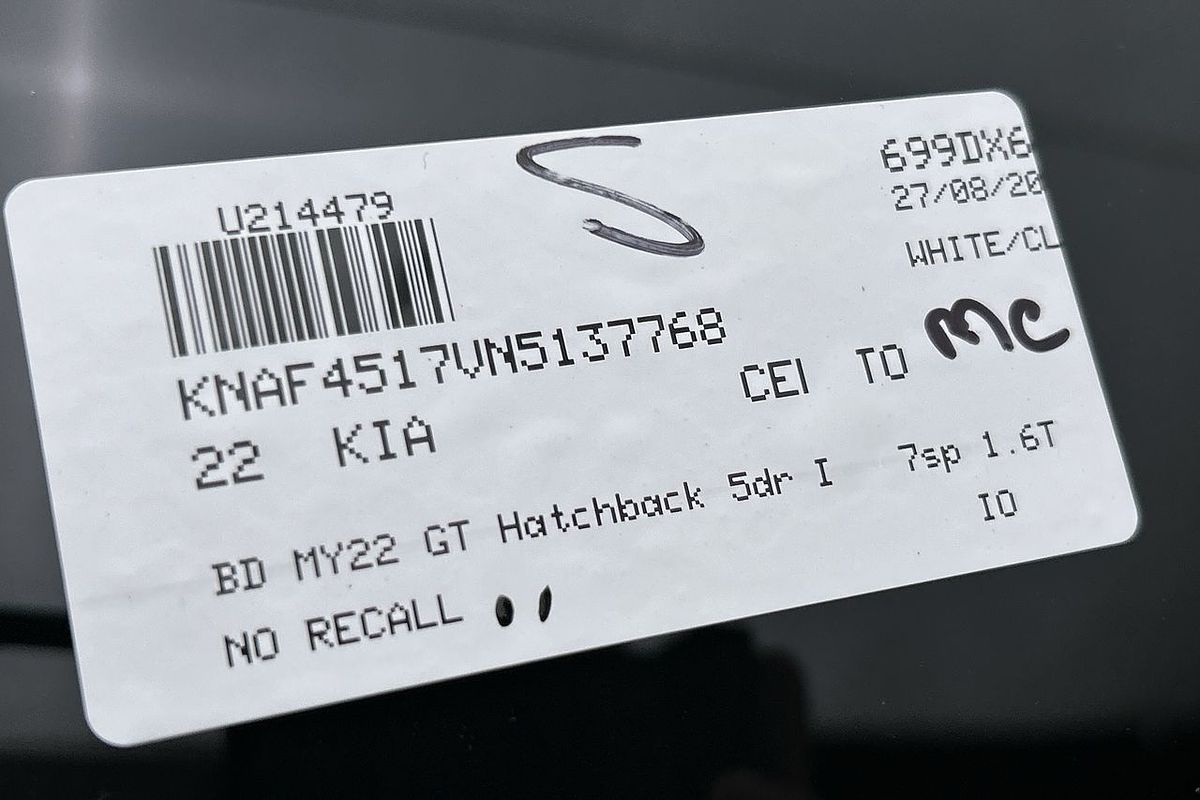 S
699DX6
U214479
27/08/20
WHITE/CL
KNAF4517VN5137768
CEI TO MC
22 KIA
BD MY22 GT Hatchback 5dr I 7sp 1.6T
IO
NO RECALL